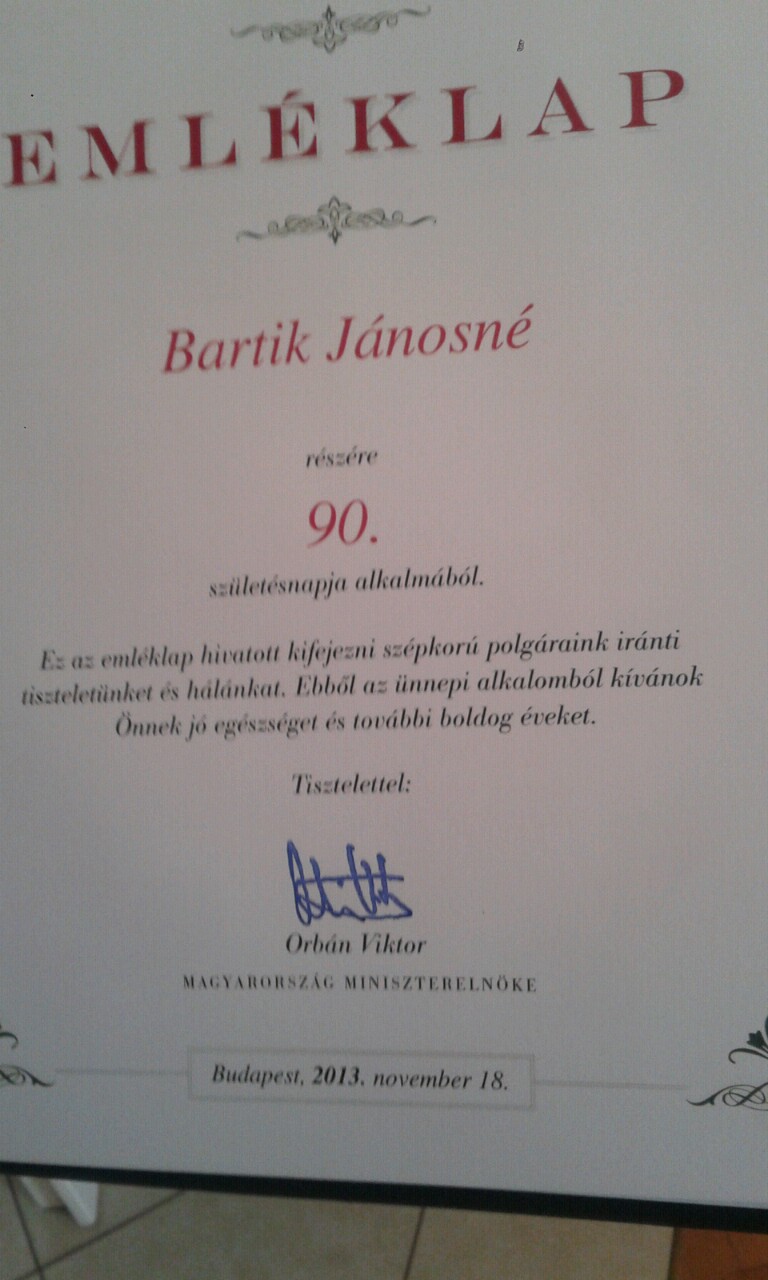 EMLÉKLAP
Bartik Jánosné
részére
90.
születésnapja alkalmából.
Ez az emléklap hivatott kifejezni szépkorú polgáraink iránti
tiszteletünket és hálánkat. Ebből az ünnepi alkalomból kívánok
Önnek jó egészséget és további boldog éveket.
Tisztelettel:
Orbán Viktor
MAGYARORSZÁG MINISZTERELNÖKE
Budapest, 2013. november 18.